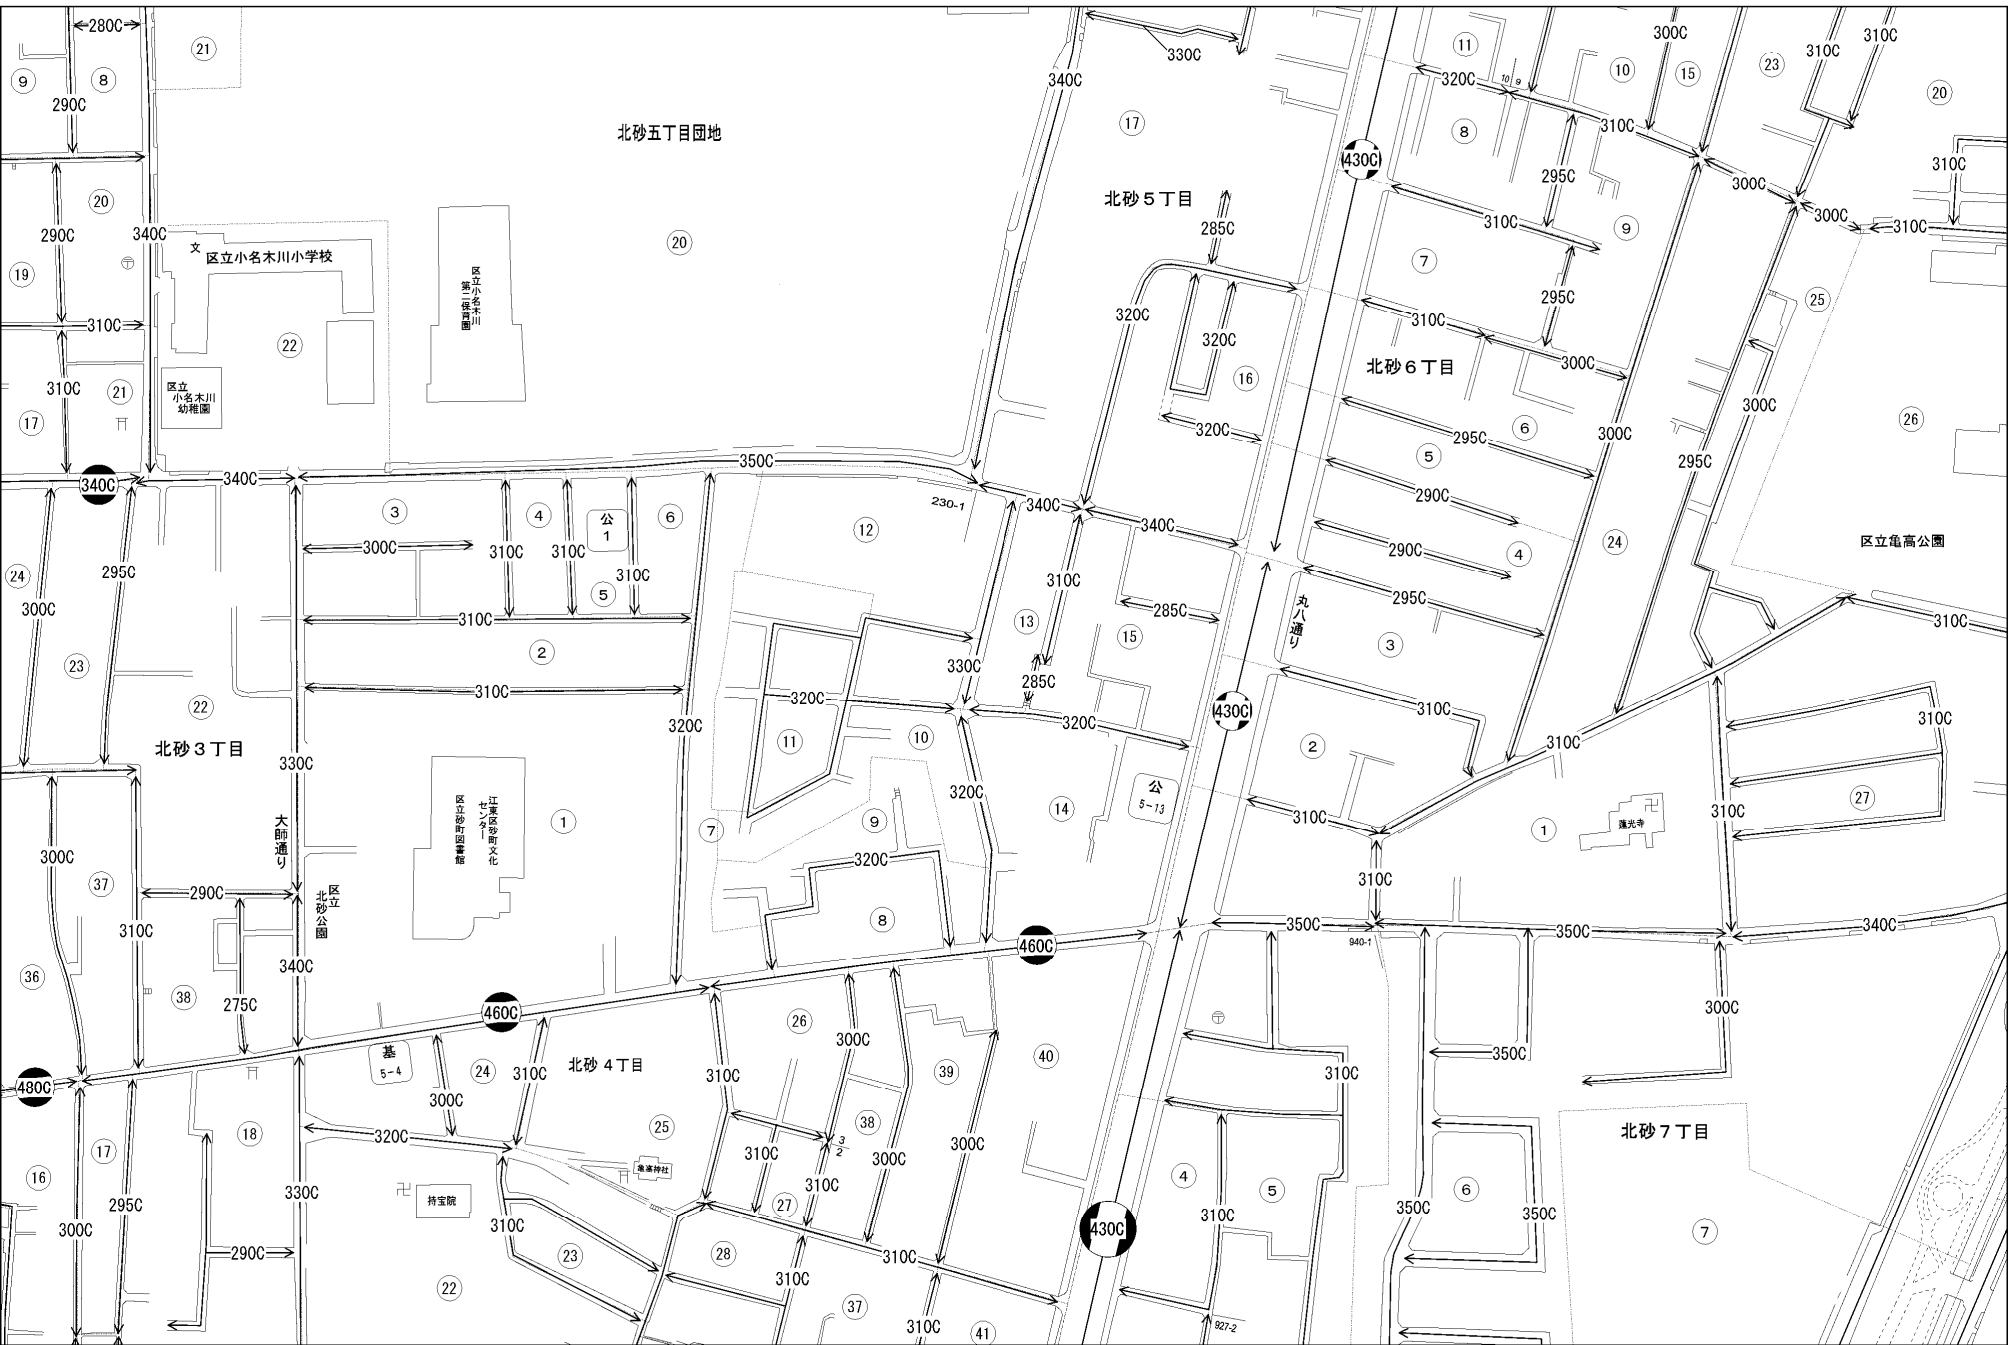 280C
21
9
8
290C
340C
330C
17
11
320C
10
9
300C
10
15
23
310C
310C
20
北砂五丁目団地
北砂5丁目
430C
8
310C
295C
300C
310C
20
290C
340C
文
区立小名木川小学校
20
区立小名木川
第二保育園
285C
310C
9
300C
310C
19
22
7
295C
25
310C
320C
320C
310C
300C
16
北砂6丁目
310C
21
区立
小名木川
幼稚園
17
320C
6
295C
5
300C
300C
295C
26
340C
340C
350C
340C
340C
290C
3
4
公
1
6
12
230-1
300C
310C
310C
310C
5
24
295C
300C
310C
13
290C
4
24
区立亀高公園
285C
295C
310C
310C
2
23
15
丸八通り
3
330C
285C
310C
22
320C
320C
320C
430C
310C
310C
北砂3丁目
11
10
2
310C
330C
320C
公
5-13
14
310C
310C
27
大師通り
区立砂町図書館
江東区砂町文化
センター
1
7
9
1
蓮光寺
300C
37
290C
320C
310C
区立
北砂公園
8
310C
350C
350C
340C
940-1
460C
340C
36
38
275C
460C
26
300C
300C
480C
基
5-4
24
北砂4丁目
310C
310C
39
40
350C
310C
300C
320C
25
38
3
2
300C
300C
北砂7丁目
18
17
16
310C
亀高神社
持宝院
330C
295C
300C
310C
27
4
5
6
310C
350C
350C
7
290C
310C
23
28
310C
430C
22
310C
37
310C
41
927-2